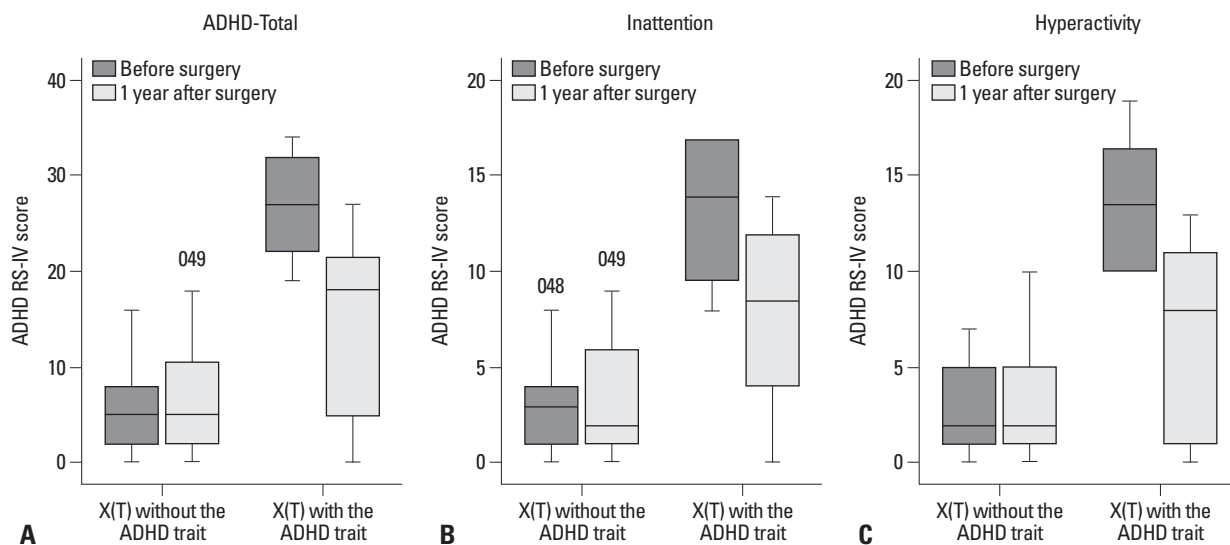 ADHD-Total
Before surgery
1 year after surgery
ADHD RS-IV score
40
30
20
10
0
049
X(T) without the
ADHD trait
X(T) with the
ADHD trait
A
Inattention
Before surgery
1 year after surgery
ADHD RS-IV score
20
15
10
5
0
048
049
X(T) without the
ADHD trait
X(T) with the
ADHD trait
B
Hyperactivity
Before surgery
1 year after surgery
ADHD RS-IV score
20
15
10
5
0
X(T) without the
ADHD trait
X(T) with the
ADHD trait
C